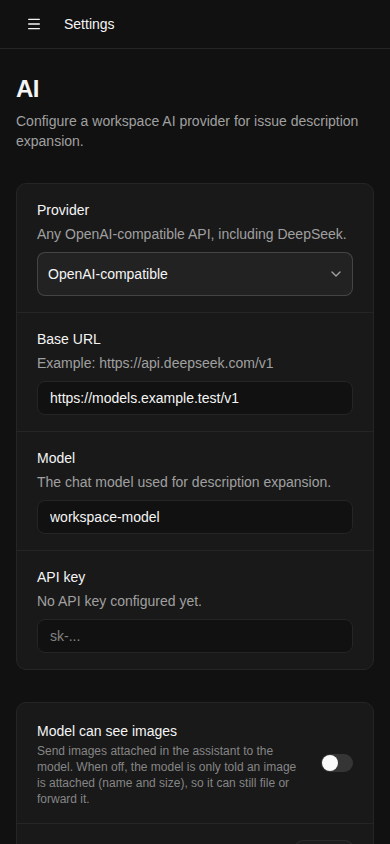 Settings
AI
Configure a workspace AI provider for issue description
expansion.
Provider
Any OpenAI-compatible API, including DeepSeek.
OpenAI-compatible
Base URL
Example: https://api.deepseek.com/v1
https://models.example.test/v1
Model
The chat model used for description expansion.
workspace-model
API key
No API key configured yet.
sk-...
Model can see images
Send images attached in the assistant to the
model. When off, the model is only told an image
is attached (name and size), so it can still file or
forward it.